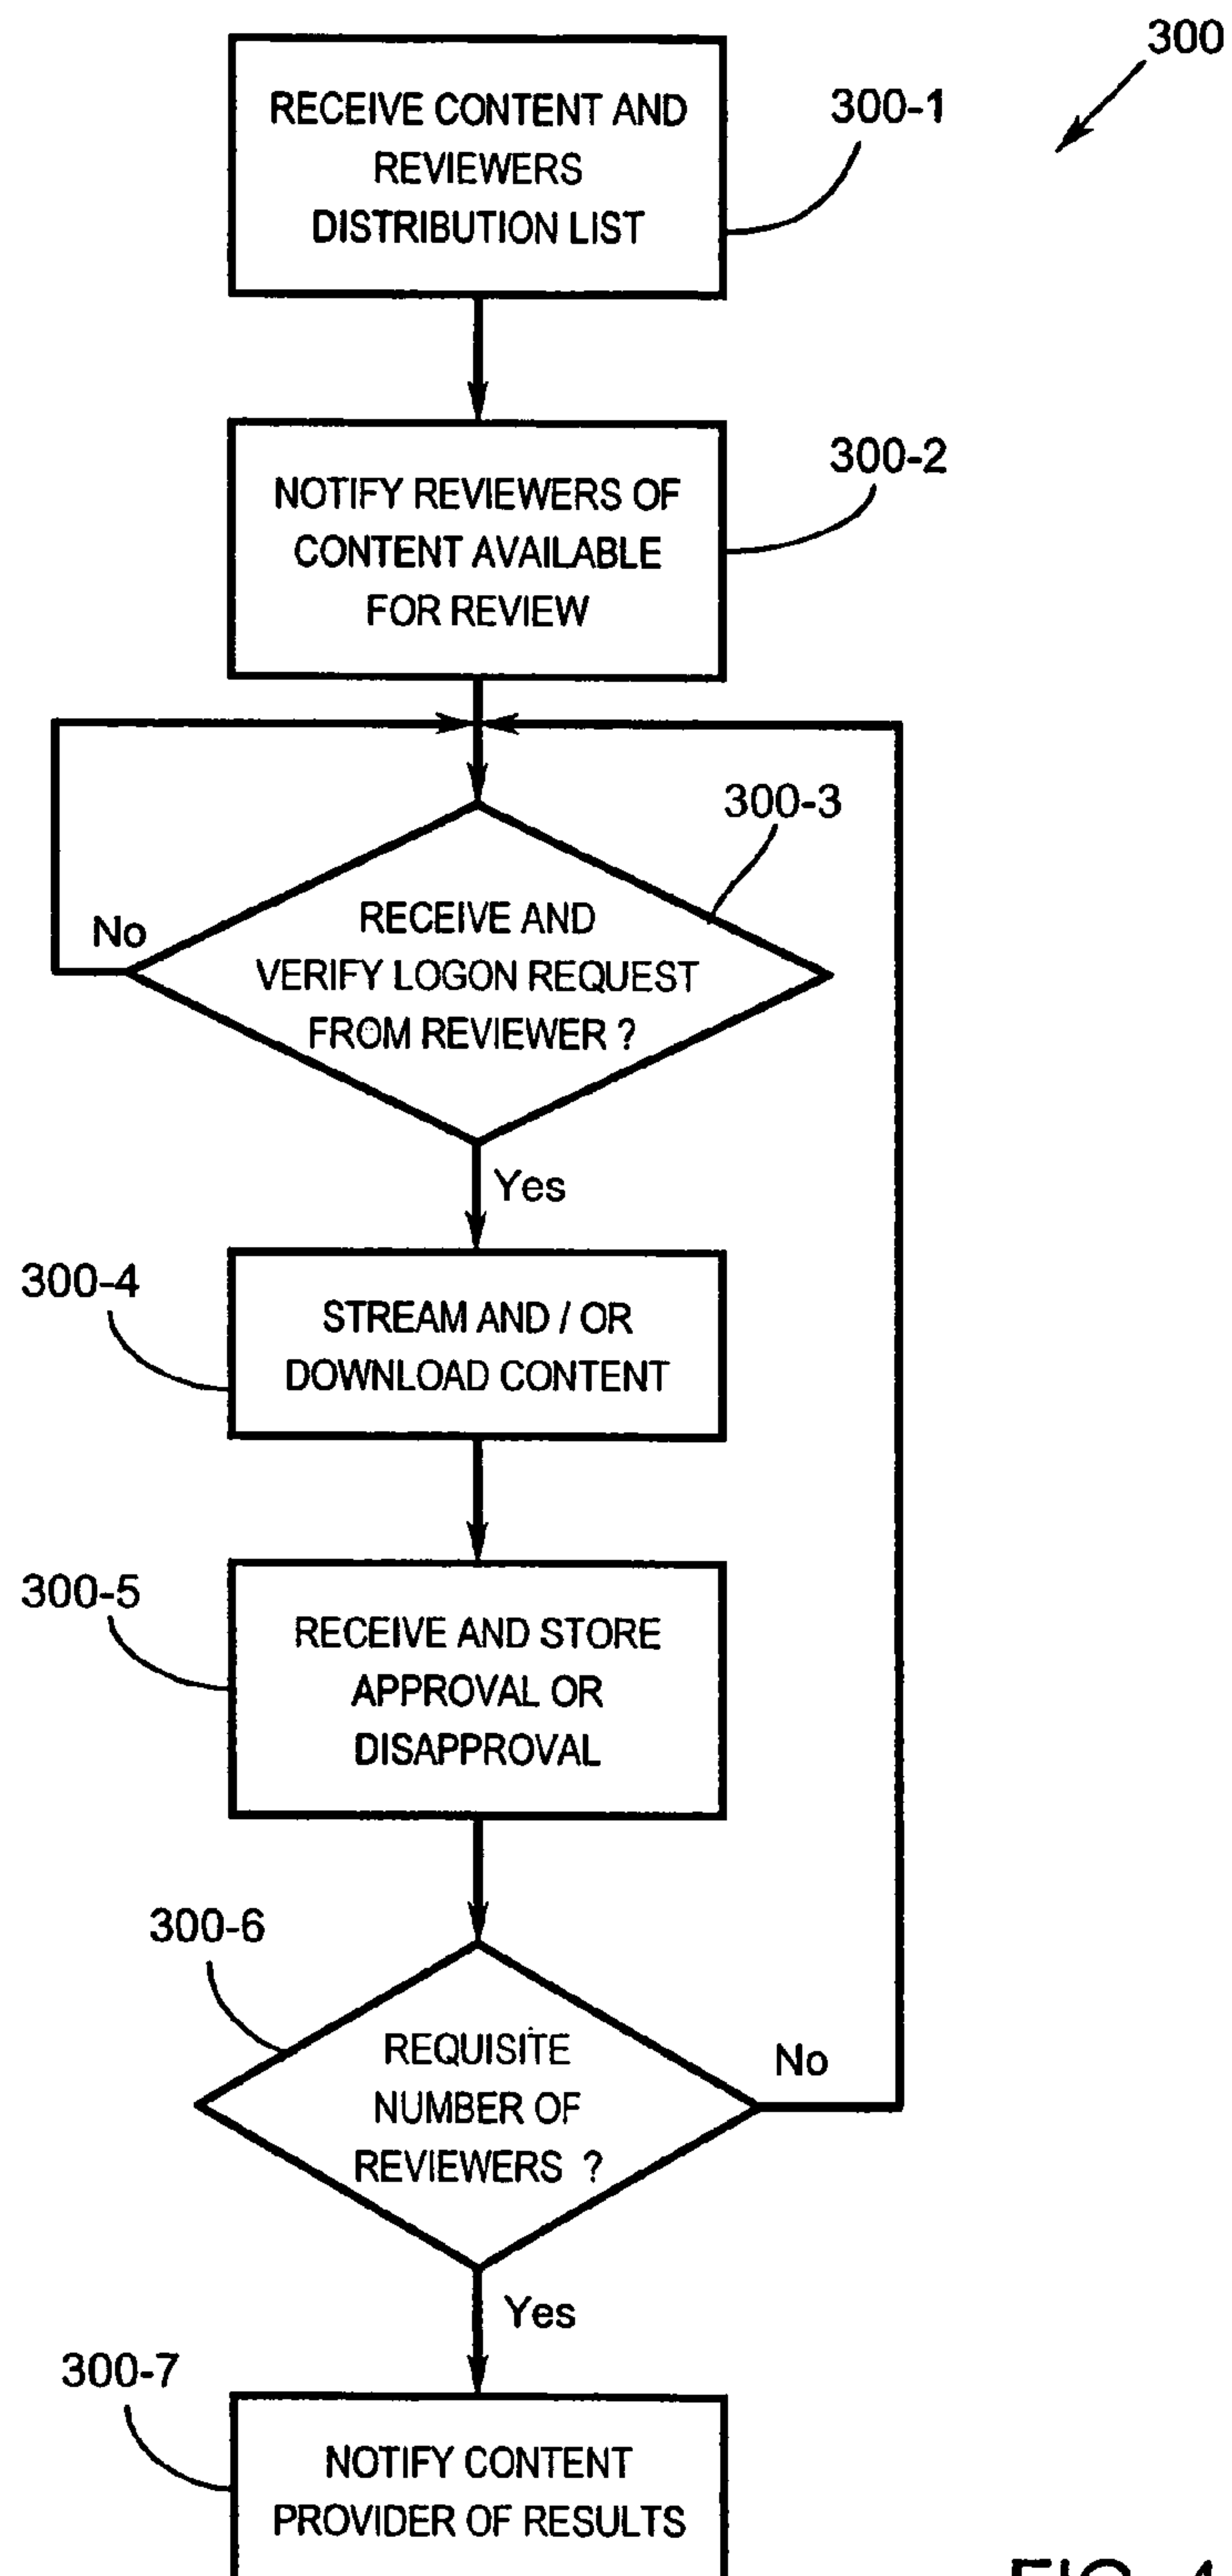 300
RECEIVE CONTENT AND
REVIEWERS
DISTRIBUTION LIST
300-1
NOTIFY REVIEWERS OF
CONTENT AVAILABLE
FOR REVIEW
300-2
300-3
RECEIVE AND
VERIFY LOGON REQUEST
FROM REVIEWER ?
No
Yes
300-4
STREAM AND / OR
DOWNLOAD CONTENT
300-5
RECEIVE AND STORE
APPROVAL OR
DISAPPROVAL
300-6
REQUISITE
NUMBER OF
REVIEWERS ?
No
Yes
300-7
NOTIFY CONTENT
PROVIDER OF RESULTS
FIG. 4